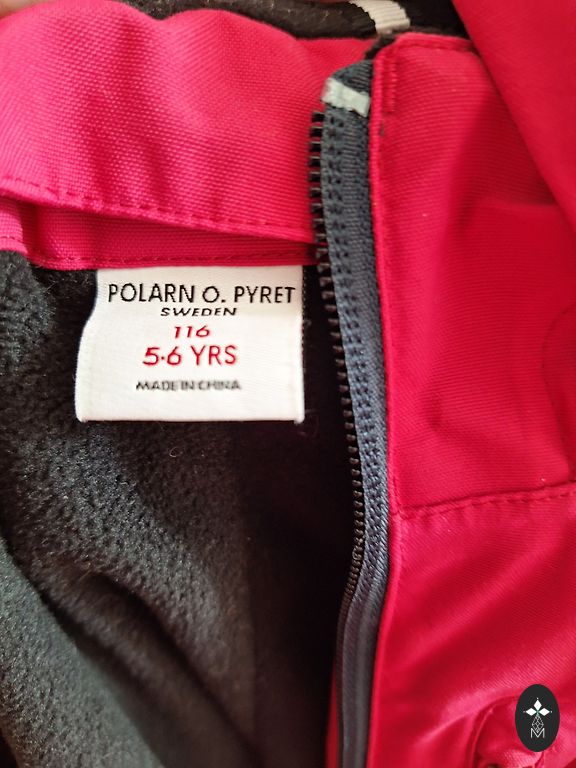 POLARN O. PYRET
SWEDEN
116
5-6 YRS
MADE IN CHINA